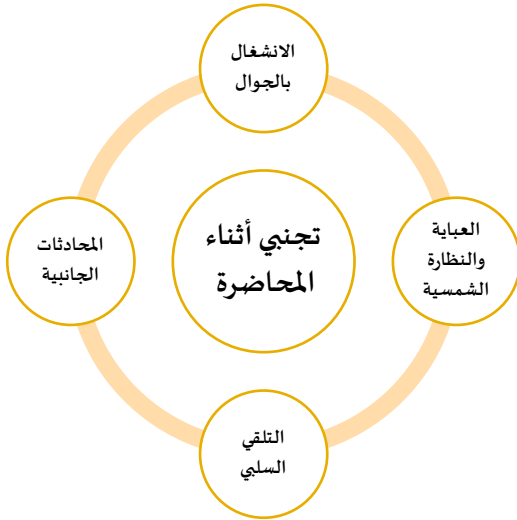 الانشغال
بالجوال
تجنبي أثناء
المحاضرة
العباية
والنظارة
الشمسية
المحادثات
الجانبية
التلقي
السلبي